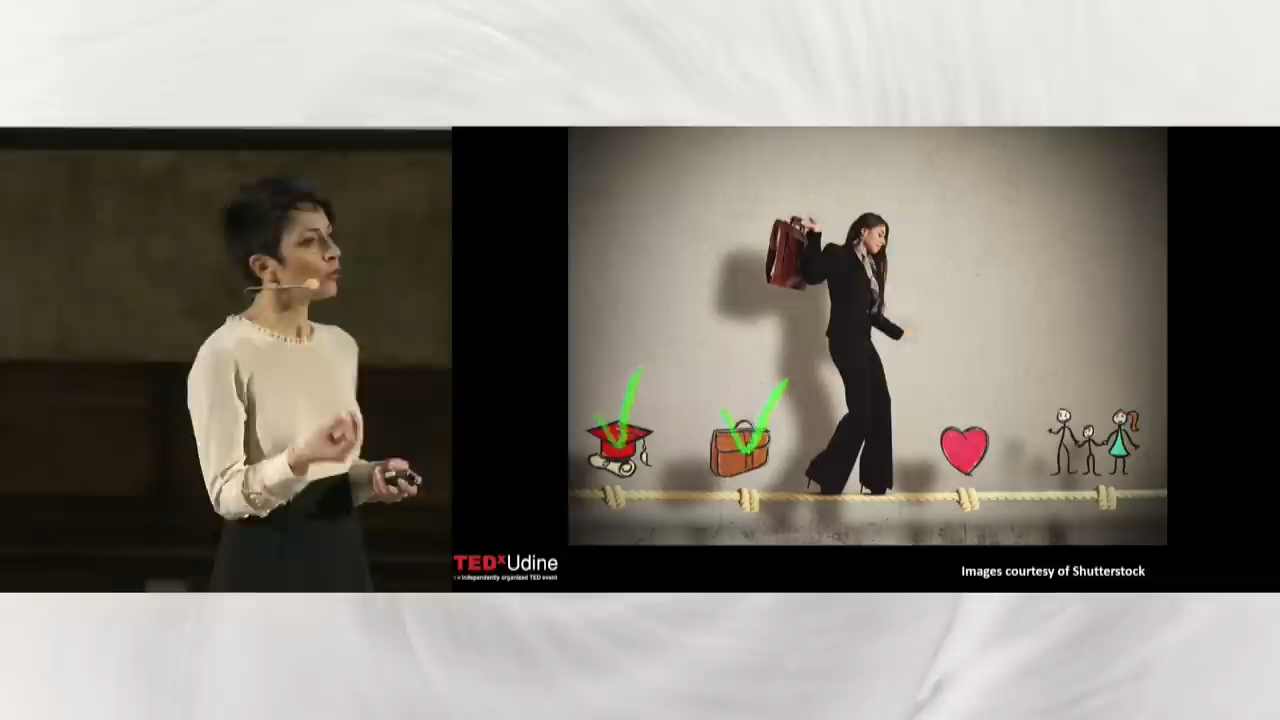 TEDxUdine
x = independently organized TED event
Images courtesy of Shutterstock